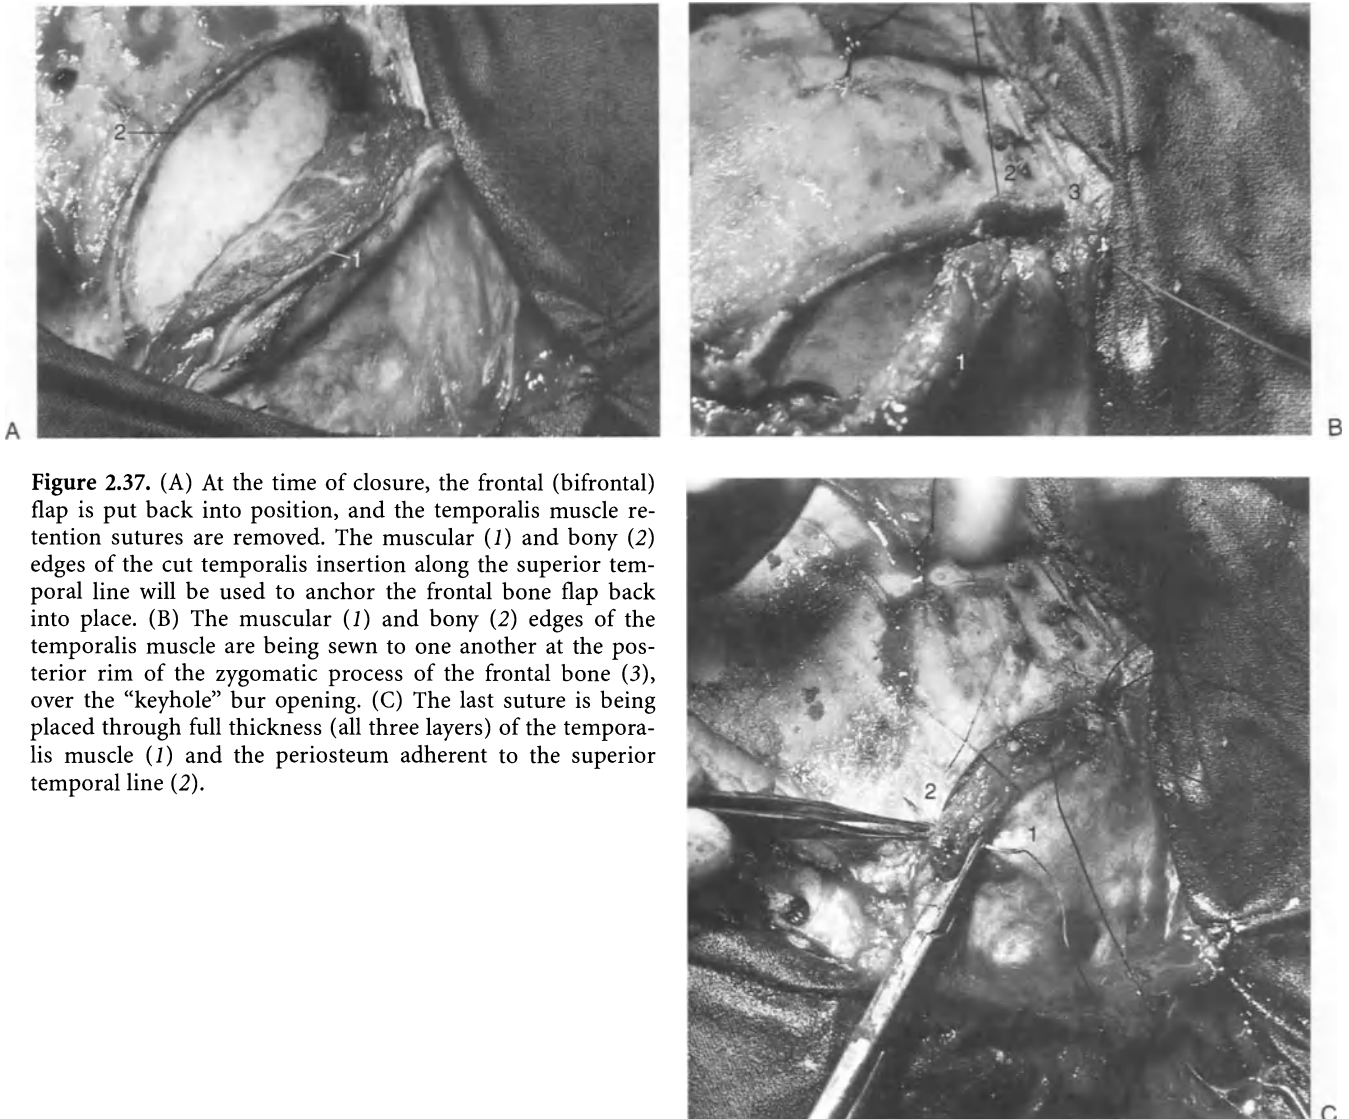 2
1
A
24
3
1
B
Figure 2.37. (A) At the time of closure, the frontal (bifrontal)
flap is put back into position, and the temporalis muscle re-
tention sutures are removed. The muscular (1) and bony (2)
edges of the cut temporalis insertion along the superior tem-
poral line will be used to anchor the frontal bone flap back
into place. (B) The muscular (1) and bony (2) edges of the
temporalis muscle are being sewn to one another at the pos-
terior rim of the zygomatic process of the frontal bone (3),
over the “keyhole” bur opening. (C) The last suture is being
placed through full thickness (all three layers) of the tempora-
lis muscle (1) and the periosteum adherent to the superior
temporal line (2).
2
1
C